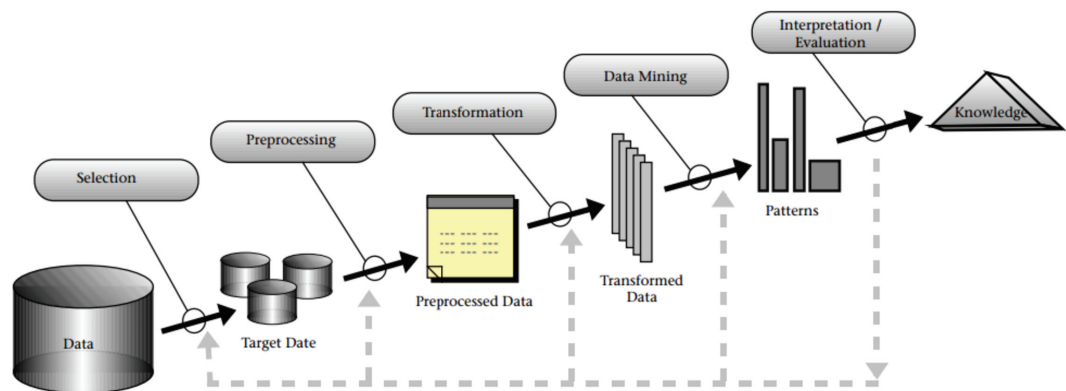 Interpretation /
Evaluation
Data Mining
Transformation
Preprocessing
Selection
Knowledge
Patterns
Transformed
Data
Preprocessed Data
Target Date
Data